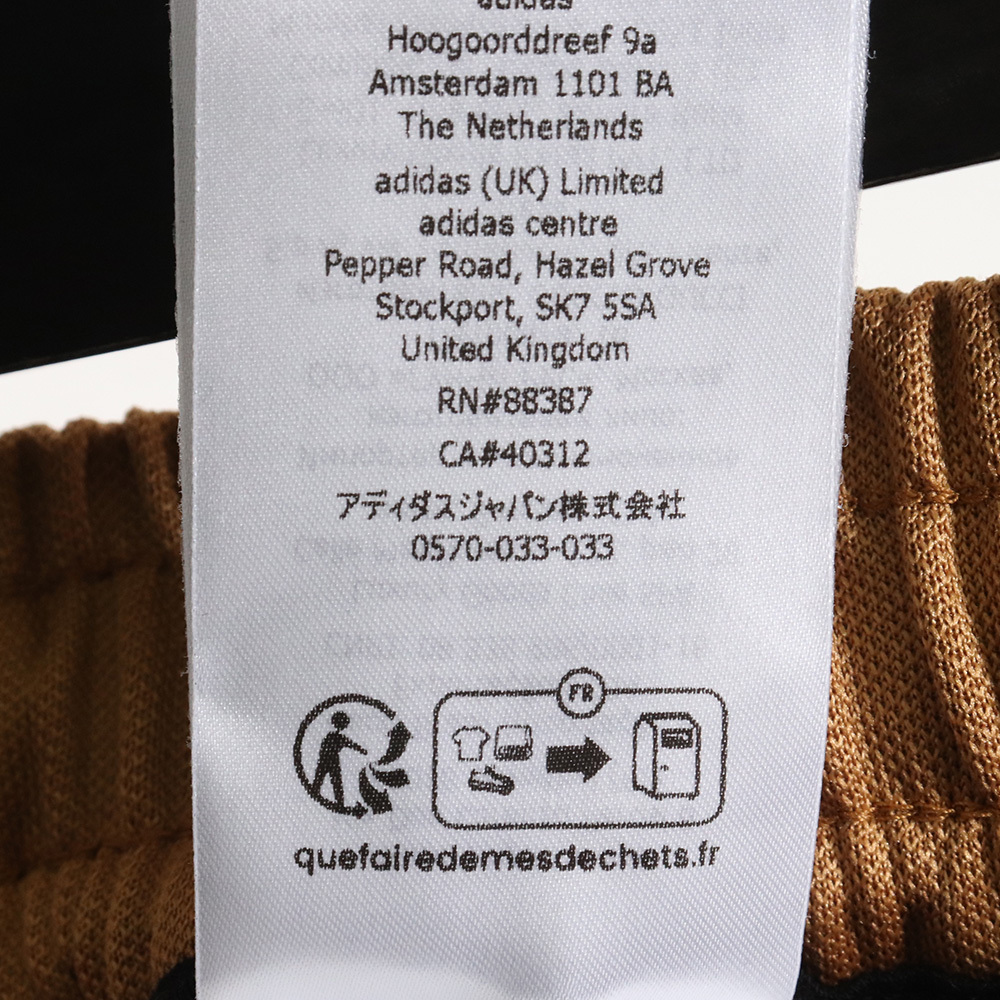 adidas
Hoogoorddreef 9a
Amsterdam 1101 BA
The Netherlands
adidas (UK) Limited
adidas centre
Pepper Road, Hazel Grove
Stockport, SK7 5SA
United Kingdom
RN#88387
CA#40312
アディダスジャパン株式会社
0570-033-033
FR
quefairedemesdechets.fr